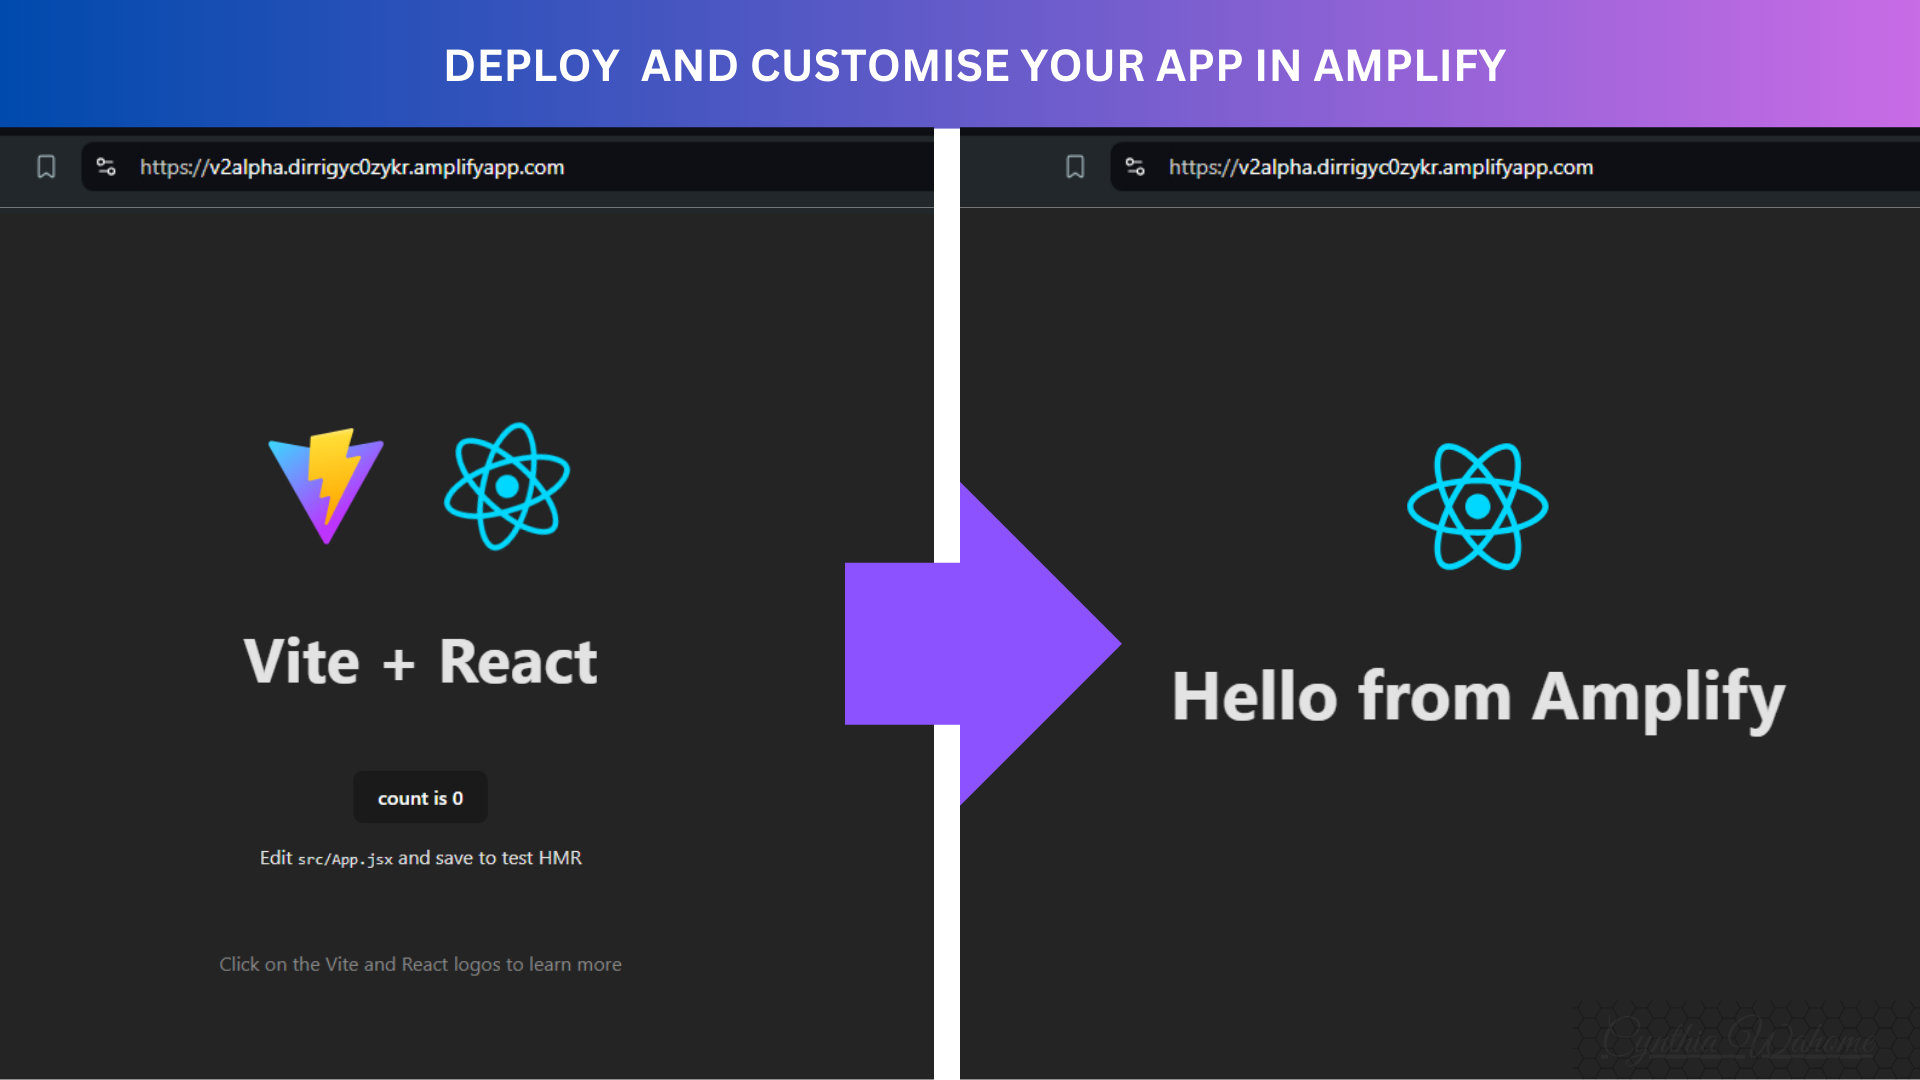 DEPLOY AND CUSTOMISE YOUR APP IN AMPLIFY
https://v2alpha.dirrigyc0zykr.amplifyapp.com
Vite + React
count is 0
Edit src/App.jsx and save to test HMR
Click on the Vite and React logos to learn more
https://v2alpha.dirrigyc0zykr.amplifyapp.com
Hello from Amplify
Cynthia Wahome